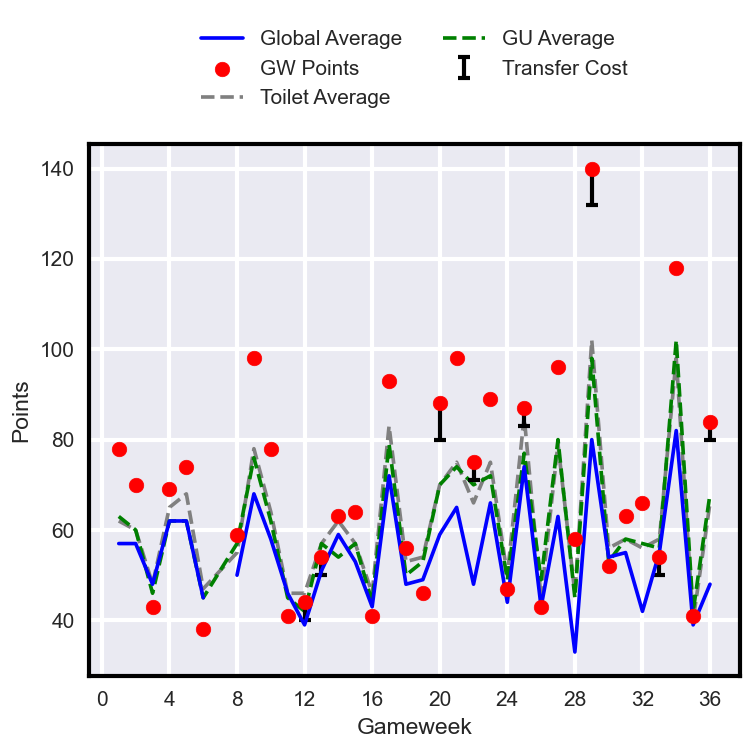 Global Average
GW Points
Toilet Average
GU Average
Transfer Cost
Points
140
120
100
80
60
40
0 4 8 12 16 20 24 28 32 36
Gameweek